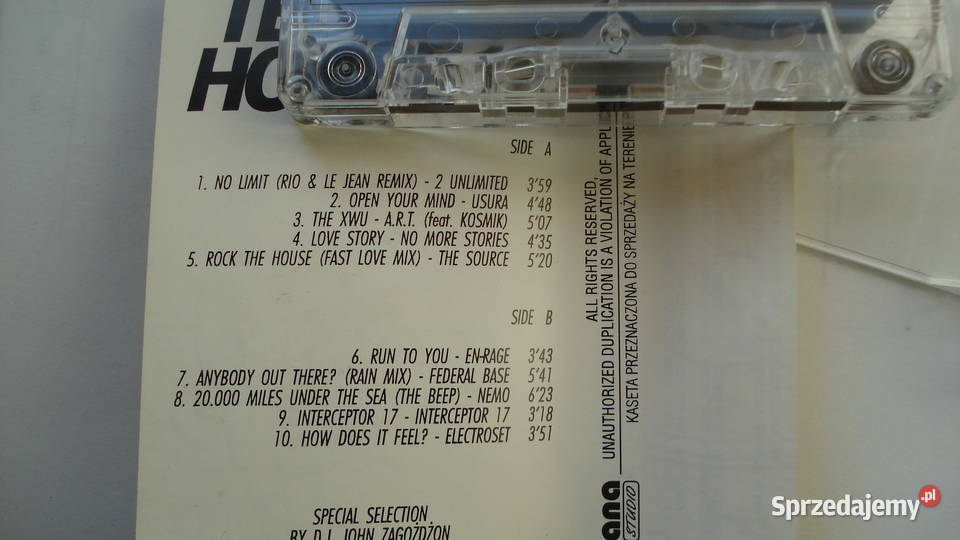 HO
SIDE A
1. NO LIMIT (RIO & LE JEAN REMIX) - 2 UNLIMITED 3'59
2. OPEN YOUR MIND - USURA 4'48
3. THE XWU - A.R.T. (feat. KOSMIK) 5'07
4. LOVE STORY - NO MORE STORIES 4'35
5. ROCK THE HOUSE (FAST LOVE MIX) - THE SOURCE 5'20
SIDE B
6. RUN TO YOU - EN-RAGE 3'43
7. ANYBODY OUT THERE? (RAIN MIX) - FEDERAL BASE 5'41
8. 20.000 MILES UNDER THE SEA (THE BEEP) - NEMO 6'23
9. INTERCEPTOR 17 - INTERCEPTOR 17 3'18
10. HOW DOES IT FEEL? - ELECTROSET 3'51
SPECIAL SELECTION
BY D.J. JOHN ZAGOŻDŻON
ALL RIGHTS RESERVED,
UNAUTHORIZED DUPLICATION IS A VIOLATION OF APPLI
KASETA PRZEZNACZONA DO SPRZEDAŻY NA TERENIE
ana
STUDIO
Sprzedajemy.pl